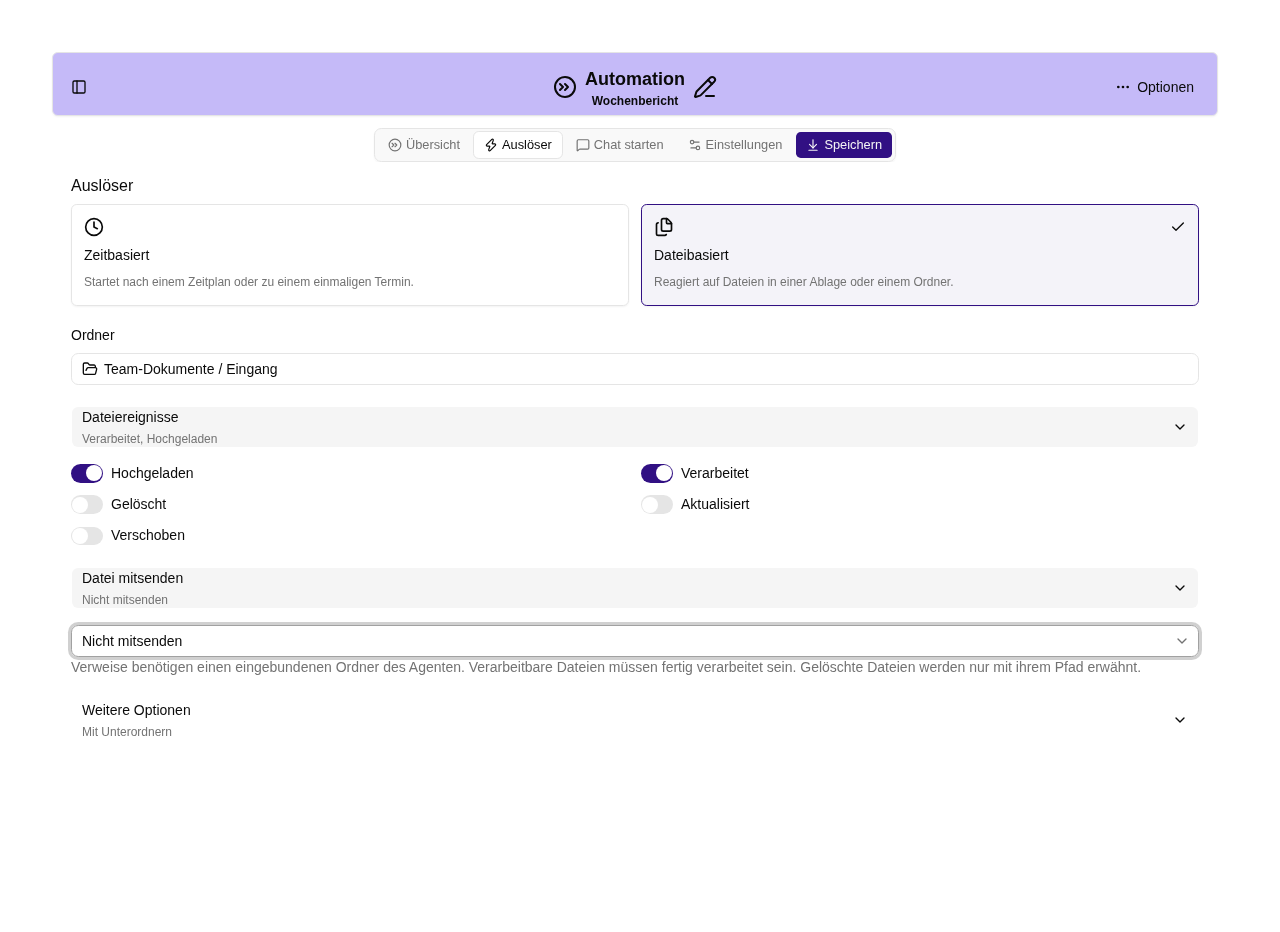 Automation
Wochenbericht
Optionen
Übersicht
Auslöser
Chat starten
Einstellungen
Speichern
Auslöser
Zeitbasiert
Startet nach einem Zeitplan oder zu einem einmaligen Termin.
Dateibasiert
Reagiert auf Dateien in einer Ablage oder einem Ordner.
Ordner
Team-Dokumente / Eingang
Dateiereignisse
Verarbeitet, Hochgeladen
Hochgeladen
Verarbeitet
Gelöscht
Aktualisiert
Verschoben
Datei mitsenden
Nicht mitsenden
Nicht mitsenden
Verweise benötigen einen eingebundenen Ordner des Agenten. Verarbeitbare Dateien müssen fertig verarbeitet sein. Gelöschte Dateien werden nur mit ihrem Pfad erwähnt.
Weitere Optionen
Mit Unterordnern